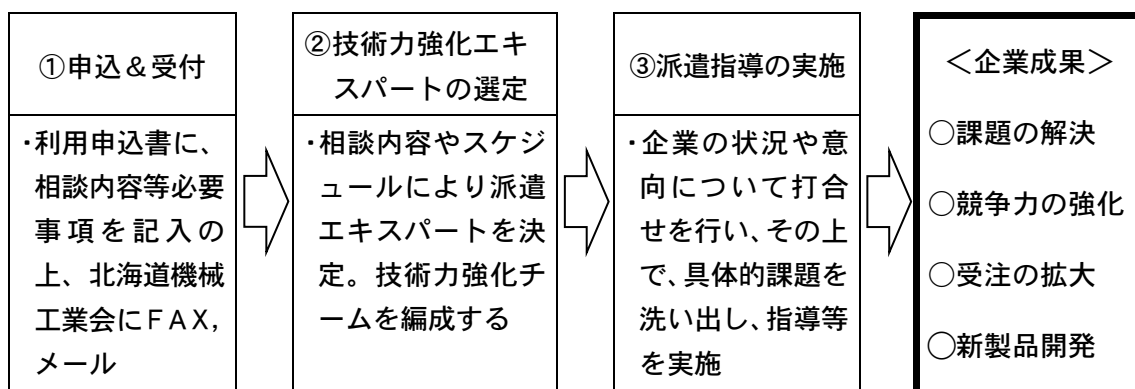 ①申込＆受付
・利用申込書に、
相談内容等必要
事項を記入の
上、北海道機械
工業会にＦＡＸ，
メール
②技術力強化エキ
スパートの選定
・相談内容やスケジ
ュールにより派遣
エキスパートを決
定。技術力強化チ
ームを編成する
③派遣指導の実施
・企業の状況や意
向について打合
せを行い、その上
で、具体的課題を
洗い出し、指導等
を実施
＜企業成果＞
○課題の解決
○競争力の強化
○受注の拡大
○新製品開発